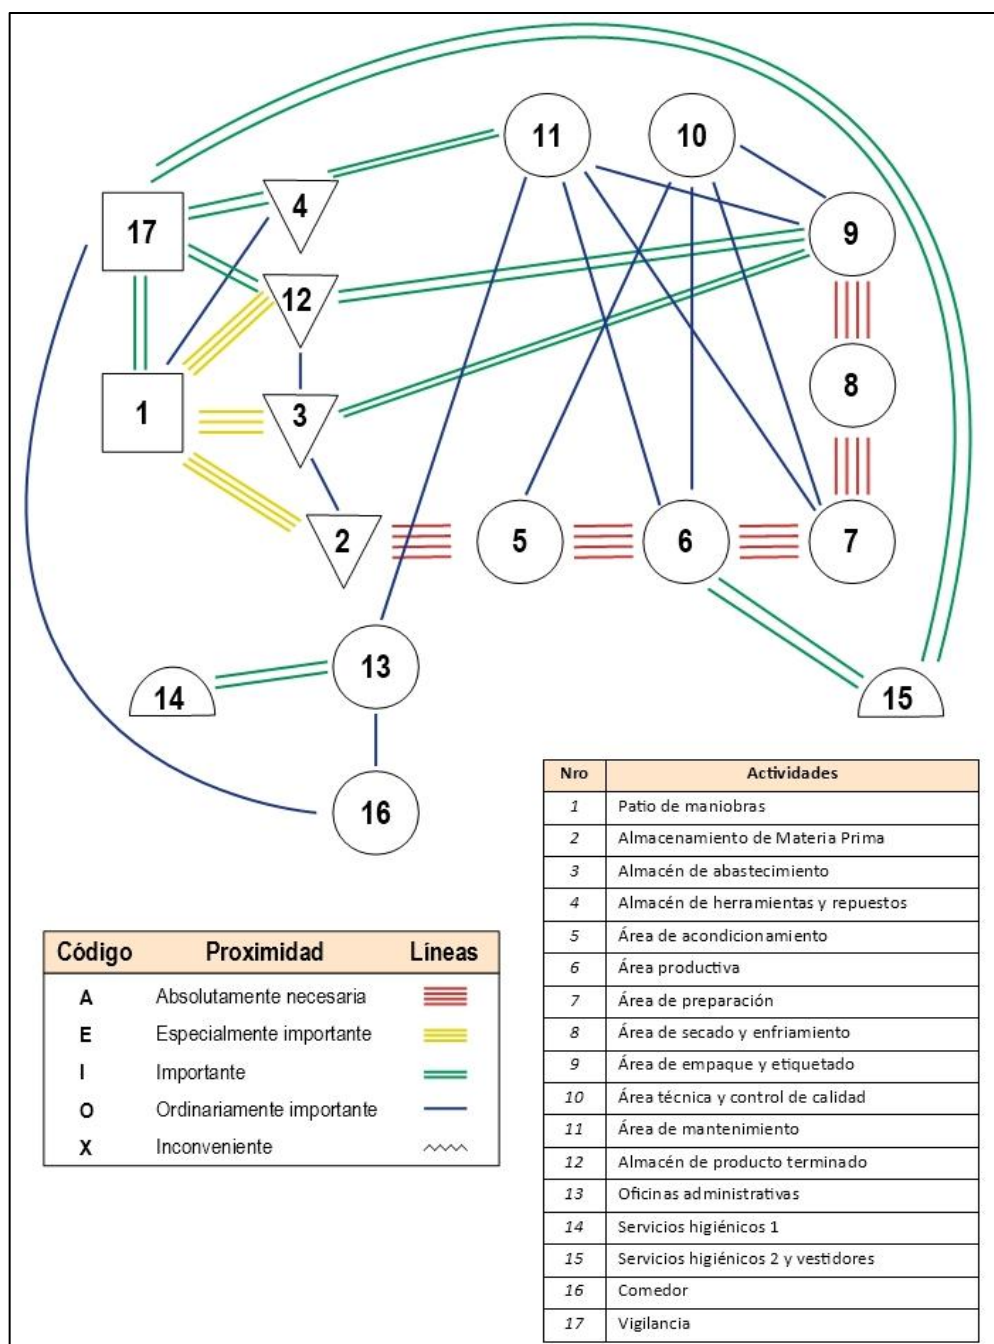 11
10
4
17
9
12
8
1
3
2
5
6
7
13
14
15
16
Nro Actividades
1 Patio de maniobras
2 Almacenamiento de Materia Prima
3 Almacén de abastecimiento
4 Almacén de herramientas y repuestos
5 Área de acondicionamiento
6 Área productiva
7 Área de preparación
8 Área de secado y enfriamiento
9 Área de empaque y etiquetado
10 Área técnica y control de calidad
11 Área de mantenimiento
12 Almacén de producto terminado
13 Oficinas administrativas
14 Servicios higiénicos 1
15 Servicios higiénicos 2 y vestidores
16 Comedor
17 Vigilancia
Código Proximidad Líneas
A Absolutamente necesaria
E Especialmente importante
I Importante
O Ordinariamente importante
X Inconveniente